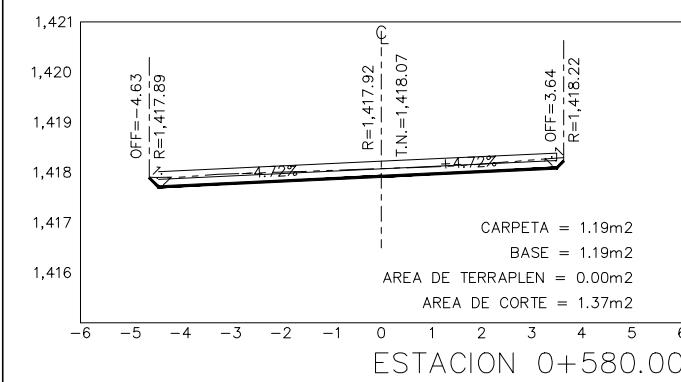 1,421
1,420
1,419
1,418
1,417
1,416
OFF=-4.63
R=1,417.89
℄
R=1,417.92
T.N.=1,418.07
OFF=3.64
R=1,418.22
-4.72%
+4.72%
CARPETA = 1.19m2
BASE = 1.19m2
AREA DE TERRAPLEN = 0.00m2
AREA DE CORTE = 1.37m2
-6 -5 -4 -3 -2 -1 0 1 2 3 4 5 6
ESTACION 0+580.00